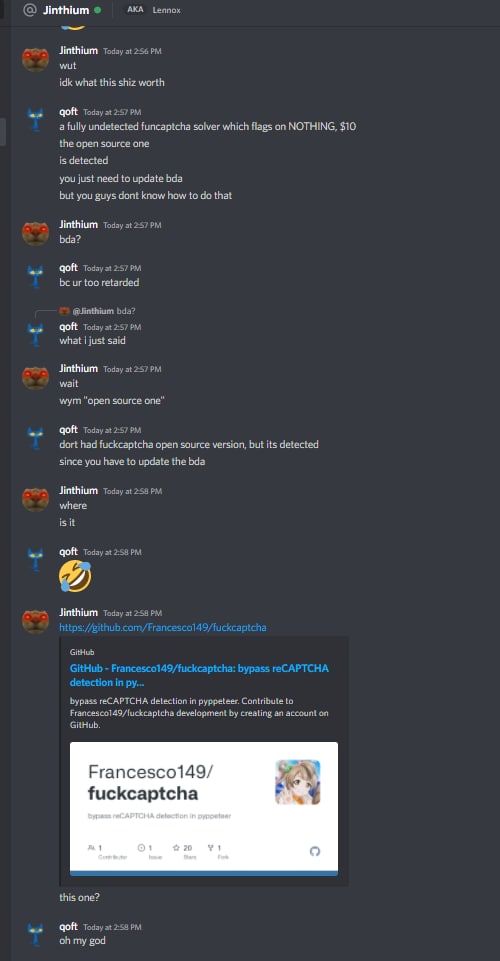 @ Jinthium AKA Lennox
Jinthium Today at 2:56 PM
wut
idk what this shiz worth
qoft Today at 2:57 PM
a fully undetected funcaptcha solver which flags on NOTHING, $10
the open source one
is detected
you just need to update bda
but you guys dont know how to do that
Jinthium Today at 2:57 PM
bda?
qoft Today at 2:57 PM
bc ur too retarded
@Jinthium bda?
qoft Today at 2:57 PM
what i just said
Jinthium Today at 2:57 PM
wait
wym "open source one"
qoft Today at 2:57 PM
dort had fuckcaptcha open source version, but its detected
since you have to update the bda
Jinthium Today at 2:58 PM
where
is it
qoft Today at 2:58 PM
Jinthium Today at 2:58 PM
https://github.com/Francesco149/fuckcaptcha
GitHub
GitHub - Francesco149/fuckcaptcha: bypass reCAPTCHA
detection in py...
bypass reCAPTCHA detection in pyppeteer. Contribute to
Francesco149/fuckcaptcha development by creating an account on
GitHub.
Francesco149/
fuckcaptcha
bypass reCAPTCHA detection in pyppeteer
1 1 20 1
Contributor Issue Stars Fork
this one?
qoft Today at 2:58 PM
oh my god